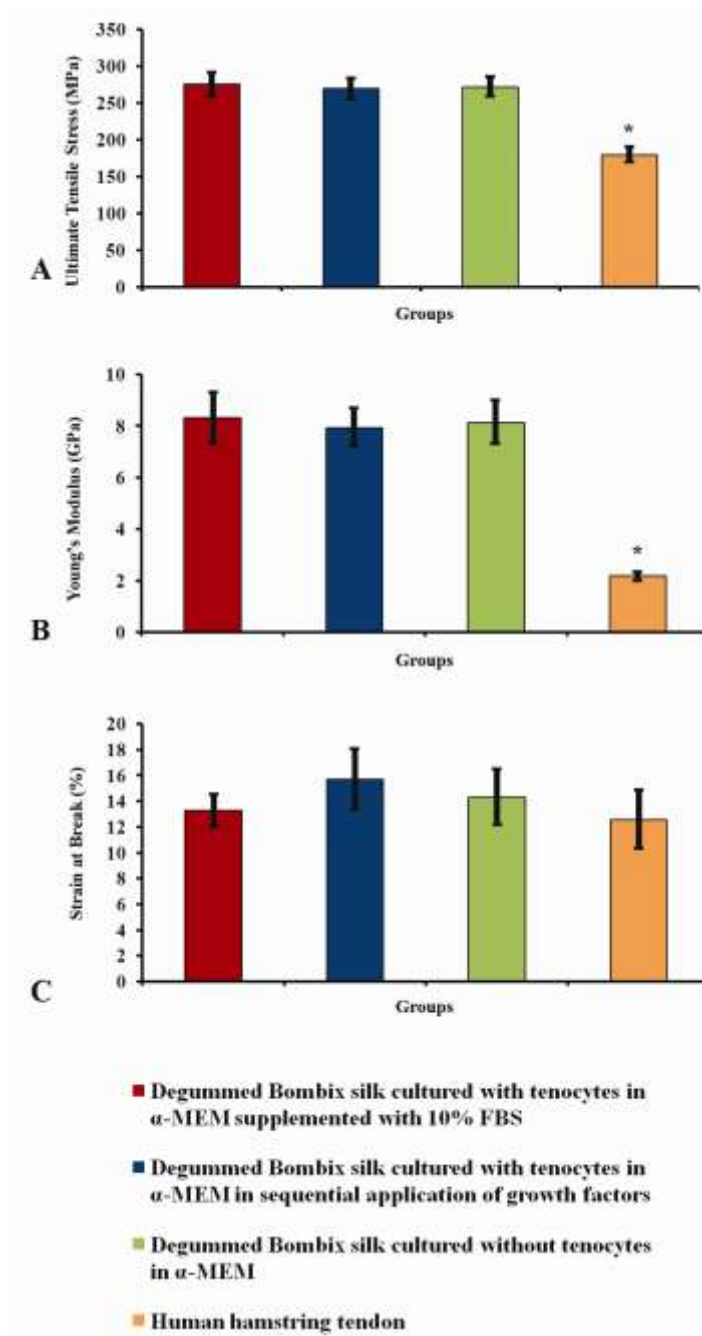 350
300
250
200
150
100
50
0
Ultimate Tensile Stress (MPa)
*
A
Groups
10
8
6
4
2
0
Young's Modulus (GPa)
*
B
Groups
20
18
16
14
12
10
8
6
4
2
0
Strain at Break (%)
C
Groups
Degummed Bombix silk cultured with tenocytes in
α-MEM supplemented with 10% FBS
Degummed Bombix silk cultured with tenocytes in
α-MEM in sequential application of growth factors
Degummed Bombix silk cultured without tenocytes
in α-MEM
Human hamstring tendon